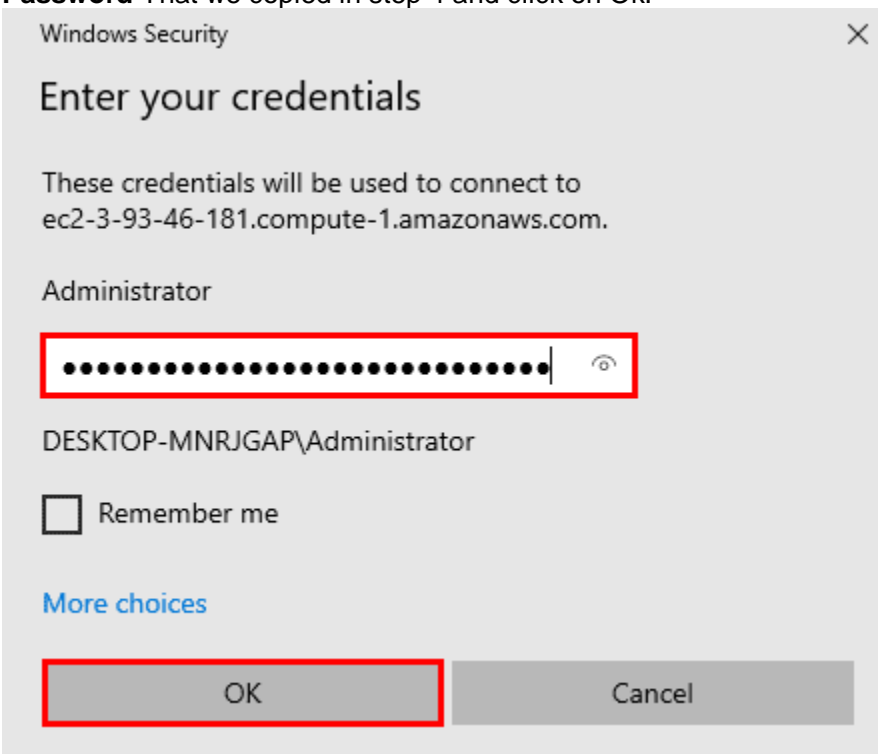 Windows Security
Enter your credentials
These credentials will be used to connect to
ec2-3-93-46-181.compute-1.amazonaws.com.
Administrator
DESKTOP-MNRJGAP\Administrator
Remember me
More choices
OK Cancel